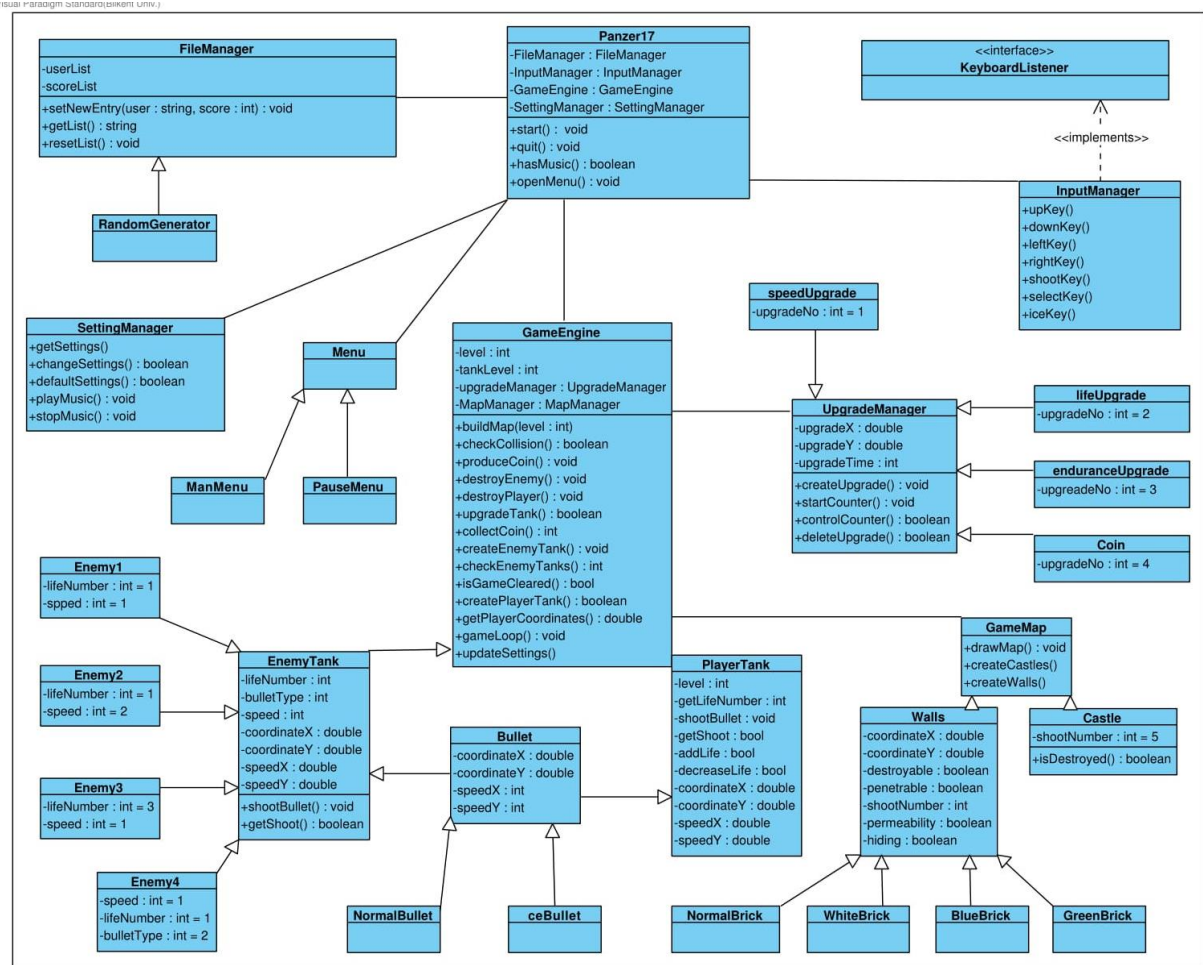 Visual Paradigm Standard(Bilkent Univ.)
FileManager
-userList
-scoreList
+setNewEntry(user : string, score : int) : void
+getList() : string
+resetList() : void
RandomGenerator
Panzer17
-FileManager : FileManager
-InputManager : InputManager
-GameEngine : GameEngine
-SettingManager : SettingManager
+start() : void
+quit() : void
+hasMusic() : boolean
+openMenu() : void
<<interface>>
KeyboardListener
<<implements>>
InputManager
+upKey()
+downKey()
+leftKey()
+rightKey()
+shootKey()
+selectKey()
+iceKey()
SettingManager
+getSettings()
+changeSettings() : boolean
+defaultSettings() : boolean
+playMusic() : void
+stopMusic() : void
Menu
ManMenu
PauseMenu
GameEngine
-level : int
-tankLevel : int
-upgradeManager : UpgradeManager
-MapManager : MapManager
+buildMap(level : int)
+checkCollision() : boolean
+produceCoin() : void
+destroyEnemy() : void
+destroyPlayer() : void
+upgradeTank() : boolean
+collectCoin() : int
+createEnemyTank() : void
+checkEnemyTanks() : int
+isGameCleared() : bool
+createPlayerTank() : boolean
+getPlayerCoordinates() : double
+gameLoop() : void
+updateSettings()
speedUpgrade
-upgradeNo : int = 1
UpgradeManager
-upgradeX : double
-upgradeY : double
-upgradeTime : int
+createUpgrade() : void
+startCounter() : void
+controlCounter() : boolean
+deleteUpgrade() : boolean
lifeUpgrade
-upgradeNo : int = 2
enduranceUpgrade
-upgreadeNo : int = 3
Coin
-upgradeNo : int = 4
Enemy1
-lifeNumber : int = 1
-spped : int = 1
Enemy2
-lifeNumber : int = 1
-speed : int = 2
Enemy3
-lifeNumber : int = 3
-speed : int = 1
Enemy4
-speed : int = 1
-lifeNumber : int = 1
-bulletType : int = 2
EnemyTank
-lifeNumber : int
-bulletType : int
-speed : int
-coordinateX : double
-coordinateY : double
-speedX : double
-speedY : double
+shootBullet() : void
+getShoot() : boolean
Bullet
-coordinateX : double
-coordinateY : double
-speedX : int
-speedY : int
NormalBullet
ceBullet
PlayerTank
-level : int
-getLifeNumber : int
-shootBullet : void
-getShoot : bool
-addLife : bool
-decreaseLife : bool
-coordinateX : double
-coordinateY : double
-speedX : double
-speedY : double
GameMap
+drawMap() : void
+createCastles()
+createWalls()
Walls
-coordinateX : double
-coordinateY : double
-destroyable : boolean
-penetrable : boolean
-shootNumber : int
-permeability : boolean
-hiding : boolean
Castle
-shootNumber : int = 5
+isDestroyed() : boolean
NormalBrick
WhiteBrick
BlueBrick
GreenBrick